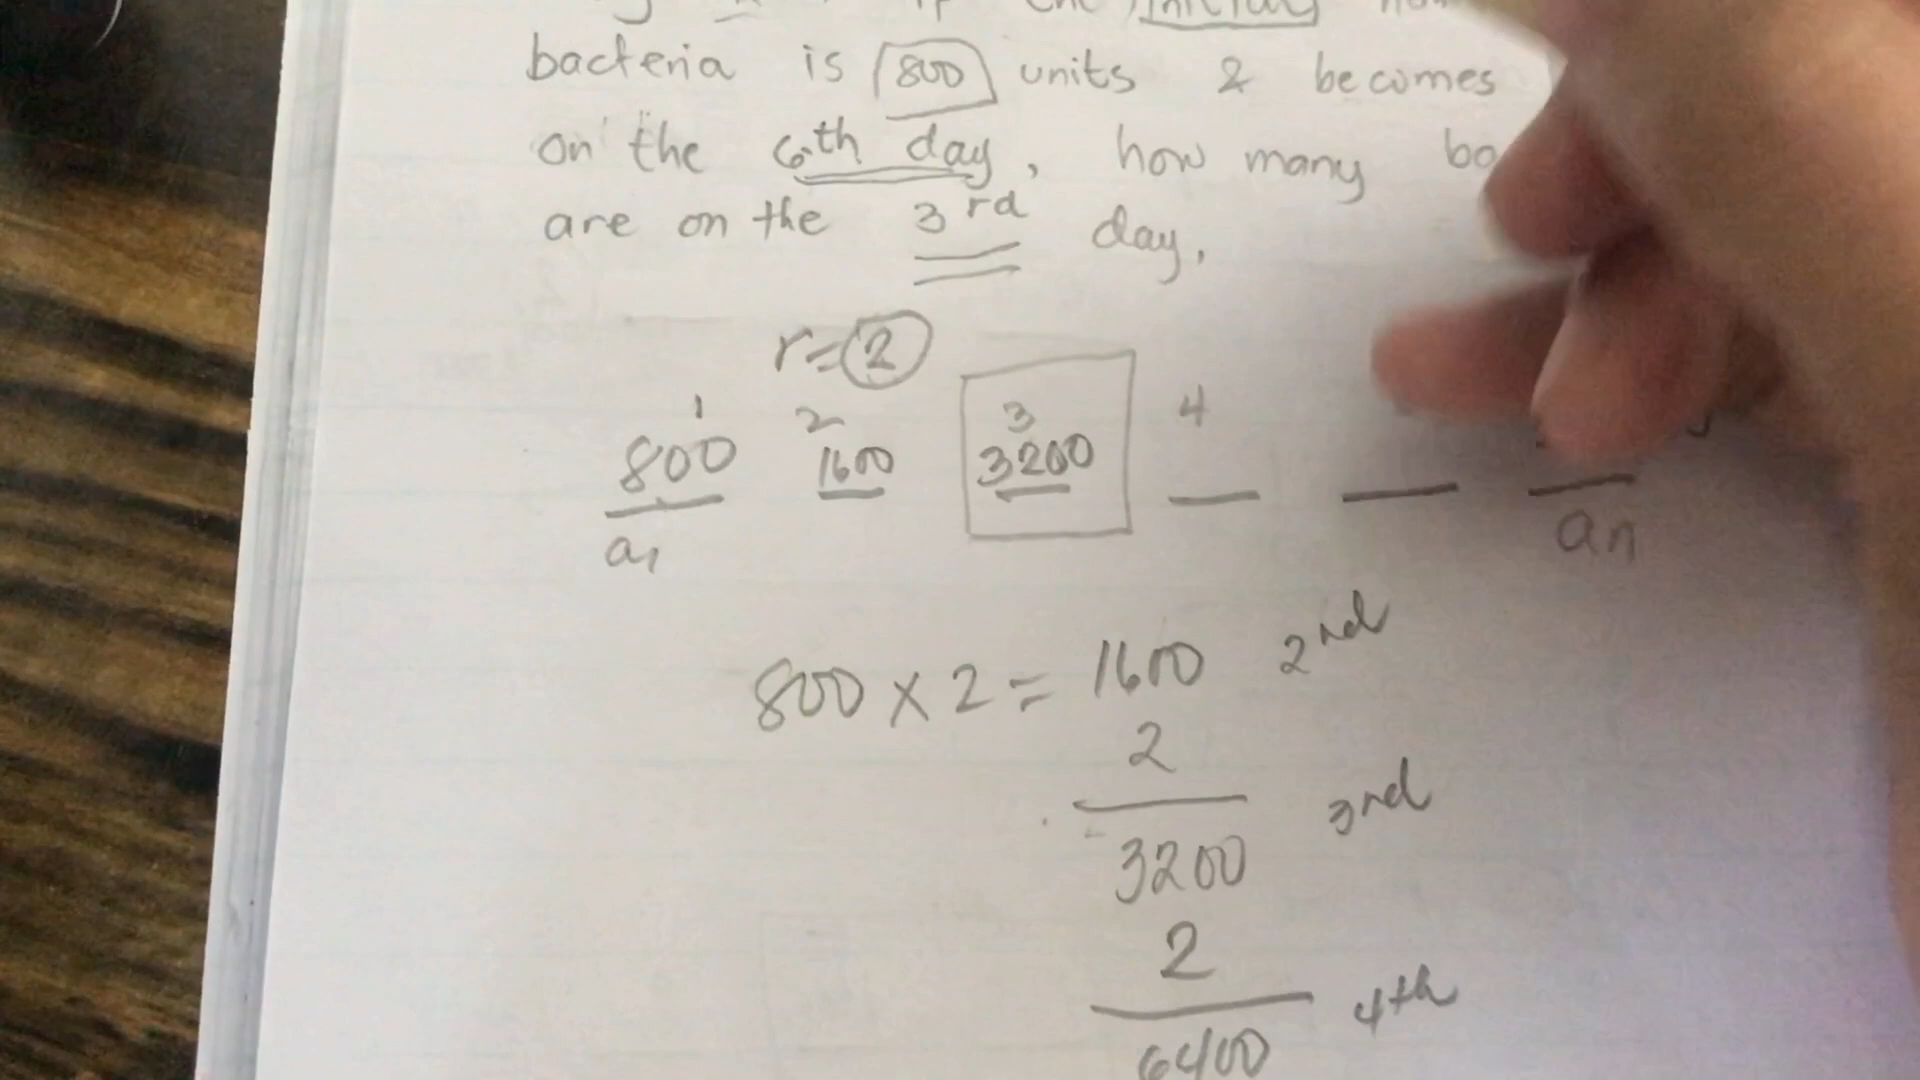 bacteria is 800 units & becomes
on the 6th day, how many
are on the 3rd day.
r=2
1 2 3 4
800 1600 3200
a1 an
800 x 2 = 1600 2nd
2
3200 3rd
2
6400 4th